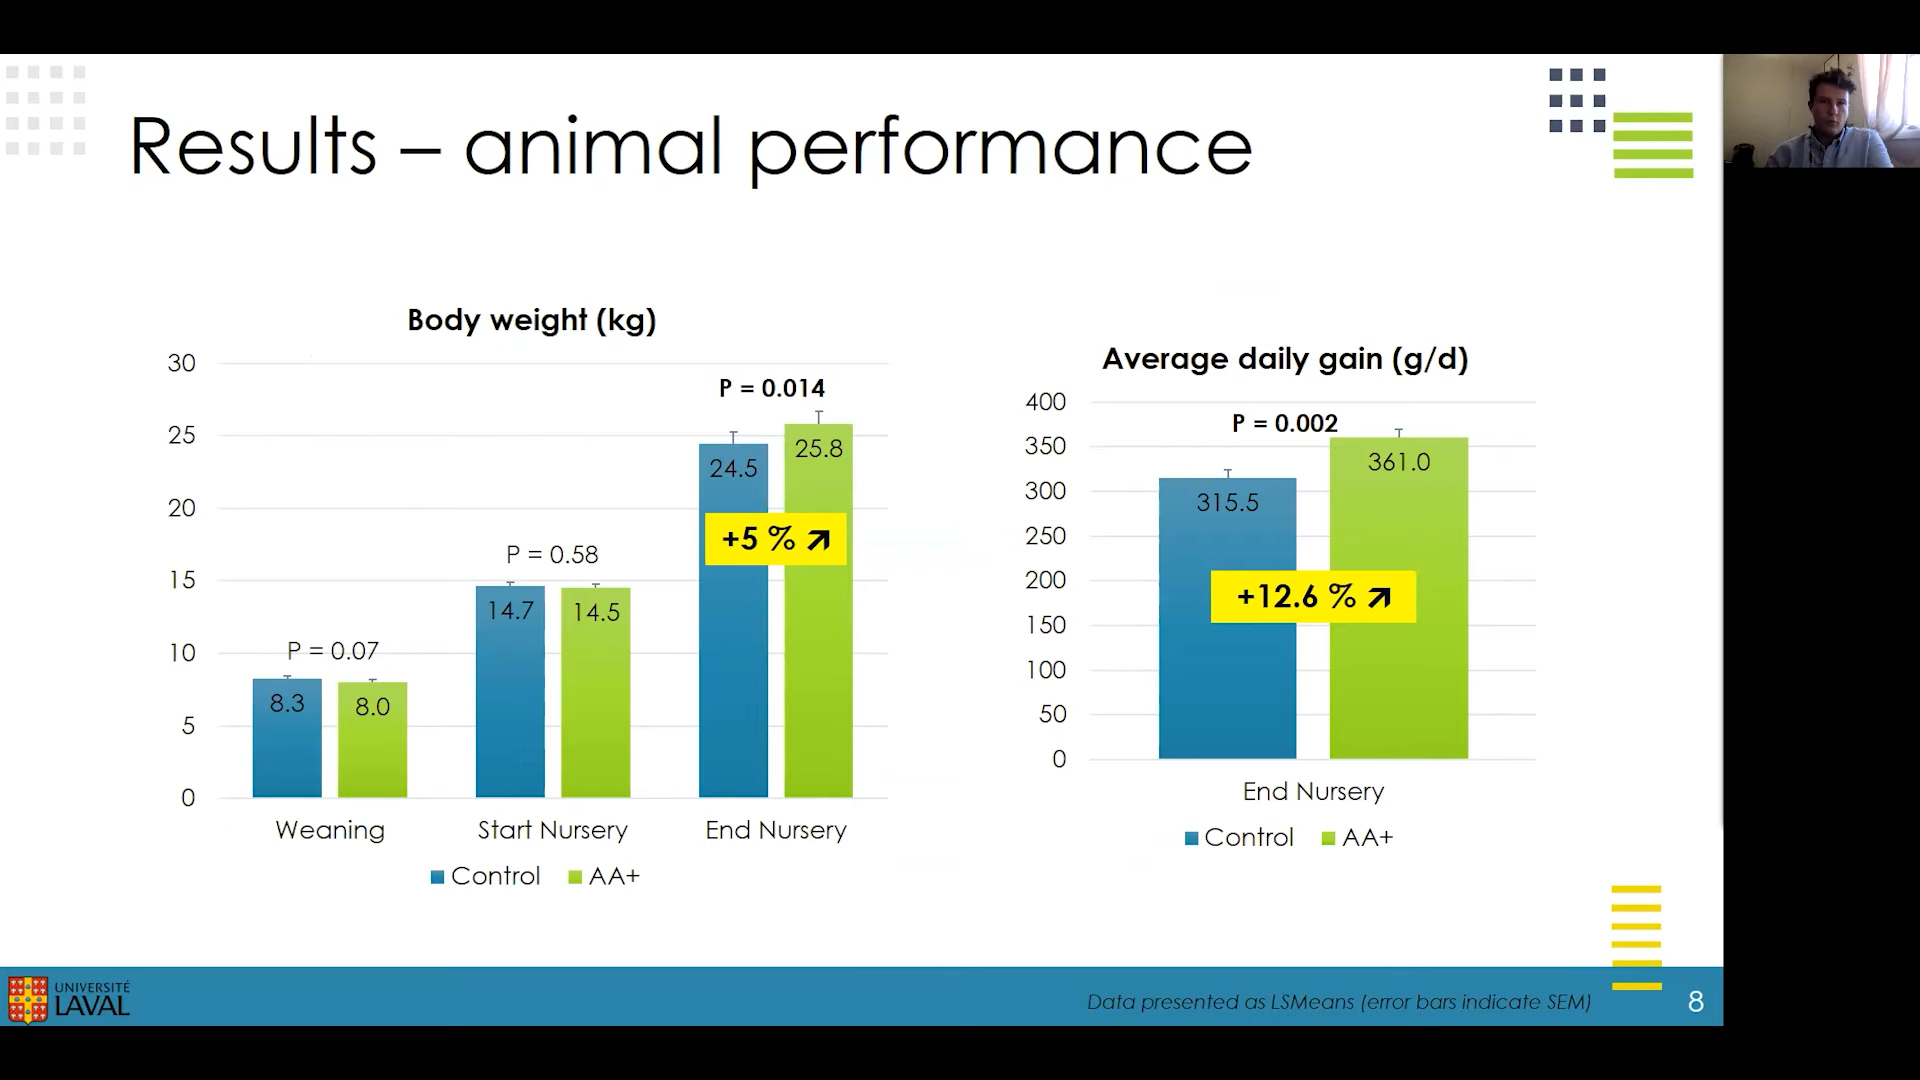 Results – animal performance
Body weight (kg)
30
25
20
15
10
5
0
P = 0.07
8.3
8.0
P = 0.58
14.7
14.5
P = 0.014
24.5
25.8
+5 % ↗
Weaning
Start Nursery
End Nursery
Control
AA+
Average daily gain (g/d)
400
350
300
250
200
150
100
50
0
P = 0.002
315.5
361.0
+12.6 % ↗
End Nursery
Control
AA+
UNIVERSITÉ
LAVAL
Data presented as LSMeans (error bars indicate SEM)
8